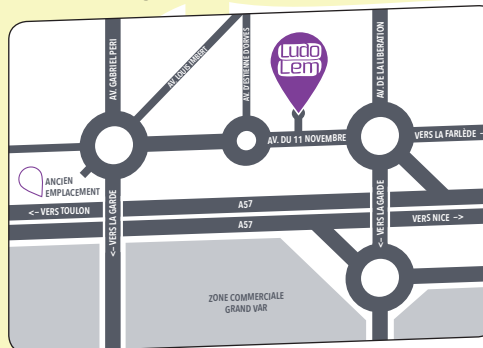 AV. GABRIEL PERI
AV. LOUIS IMBERT
AV. D'ESTIENNE D'ORVES
LUDO
LEM
AV. DE LA LIBERATION
AV. DU 11 NOVEMBRE
VERS LA FARLÈDE –
ANCIEN
EMPLACEMENT
<– VERS TOULON
<– VERS LA GARDE
A57
A57
<– VERS LA GARDE
VERS NICE –>
ZONE COMMERCIALE
GRAND VAR